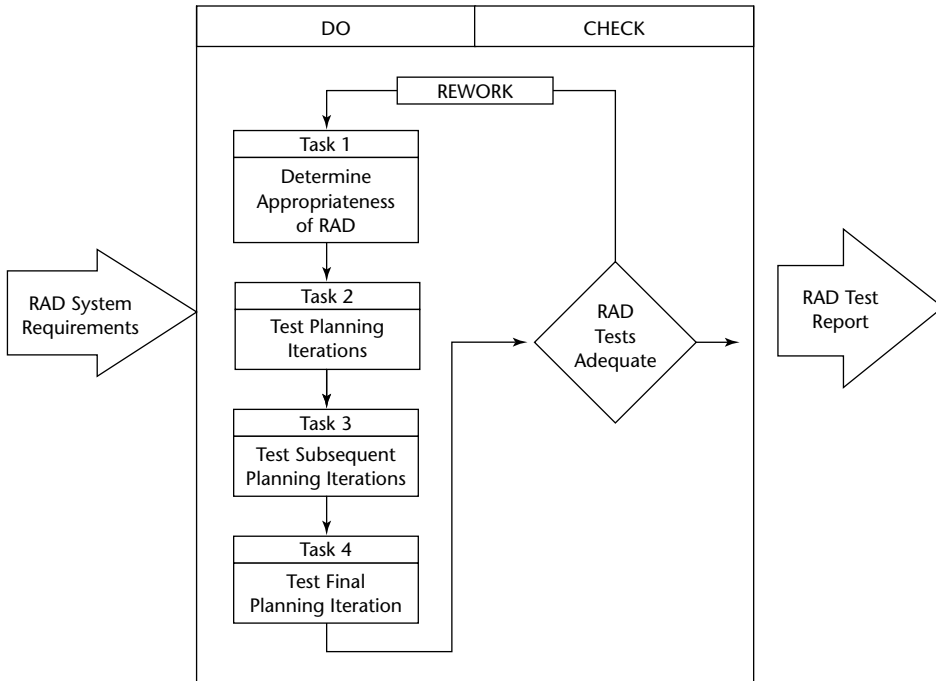 DO
CHECK
REWORK
Task 1
Determine
Appropriateness
of RAD
Task 2
Test Planning
Iterations
Task 3
Test Subsequent
Planning Iterations
Task 4
Test Final
Planning Iteration
RAD System
Requirements
RAD
Tests
Adequate
RAD Test
Report